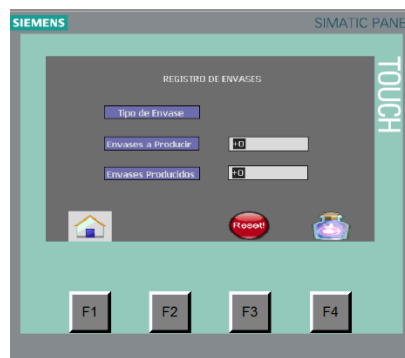 SIEMENS
SIMATIC PANE
TOUCH
REGISTRO DE ENVASES
Tipo de Envase
Envases a Producir +0
Envases Producidos +0
Reset!
F1 F2 F3 F4